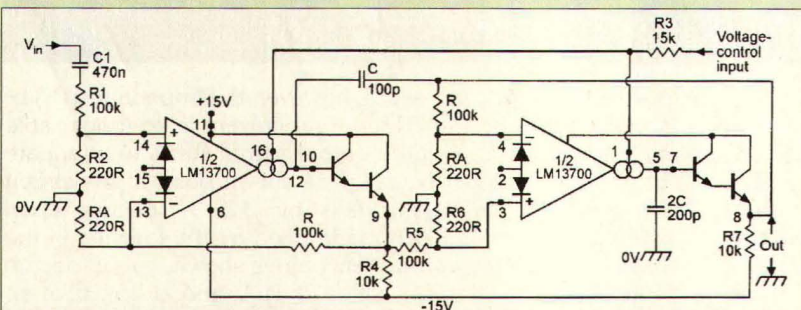 Vin
C1
470n
R1
100k
R2
220R
0V
RA
220R
14
15
13
+
-
+15V
11
1/2
LM13700
6
16
12
10
9
C
100p
R
100k
R4
10k
R5
100k
R
100k
RA
220R
R6
220R
4
2
3
-
+
1/2
LM13700
1
5
7
8
2C
200p
0V
R3
15k
Voltage-
control
input
R7
10k
Out
-15V